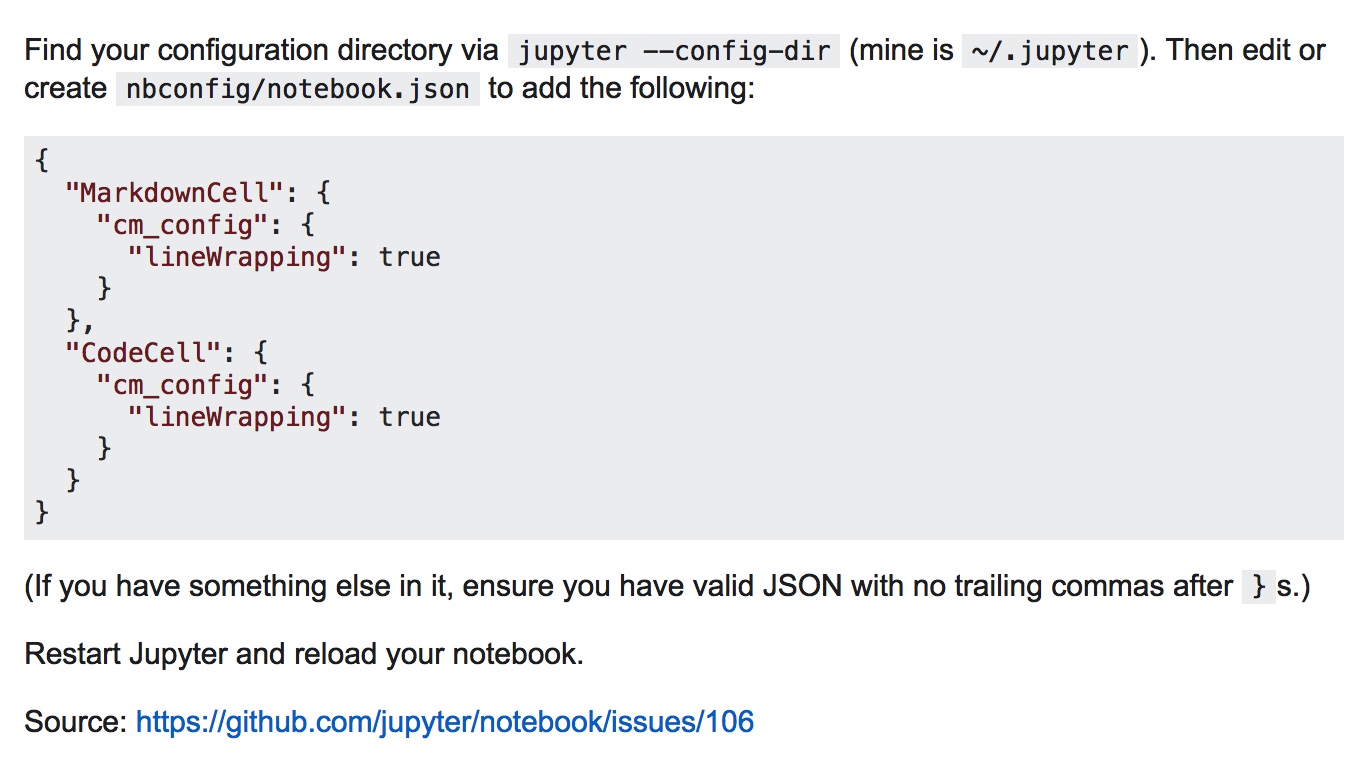 Find your configuration directory via jupyter --config-dir (mine is ~/.jupyter ). Then edit or
create nbconfig/notebook.json to add the following:
{
  "MarkdownCell": {
    "cm_config": {
      "lineWrapping": true
    }
  },
  "CodeCell": {
    "cm_config": {
      "lineWrapping": true
    }
  }
}
(If you have something else in it, ensure you have valid JSON with no trailing commas after } s.)
Restart Jupyter and reload your notebook.
Source: https://github.com/jupyter/notebook/issues/106